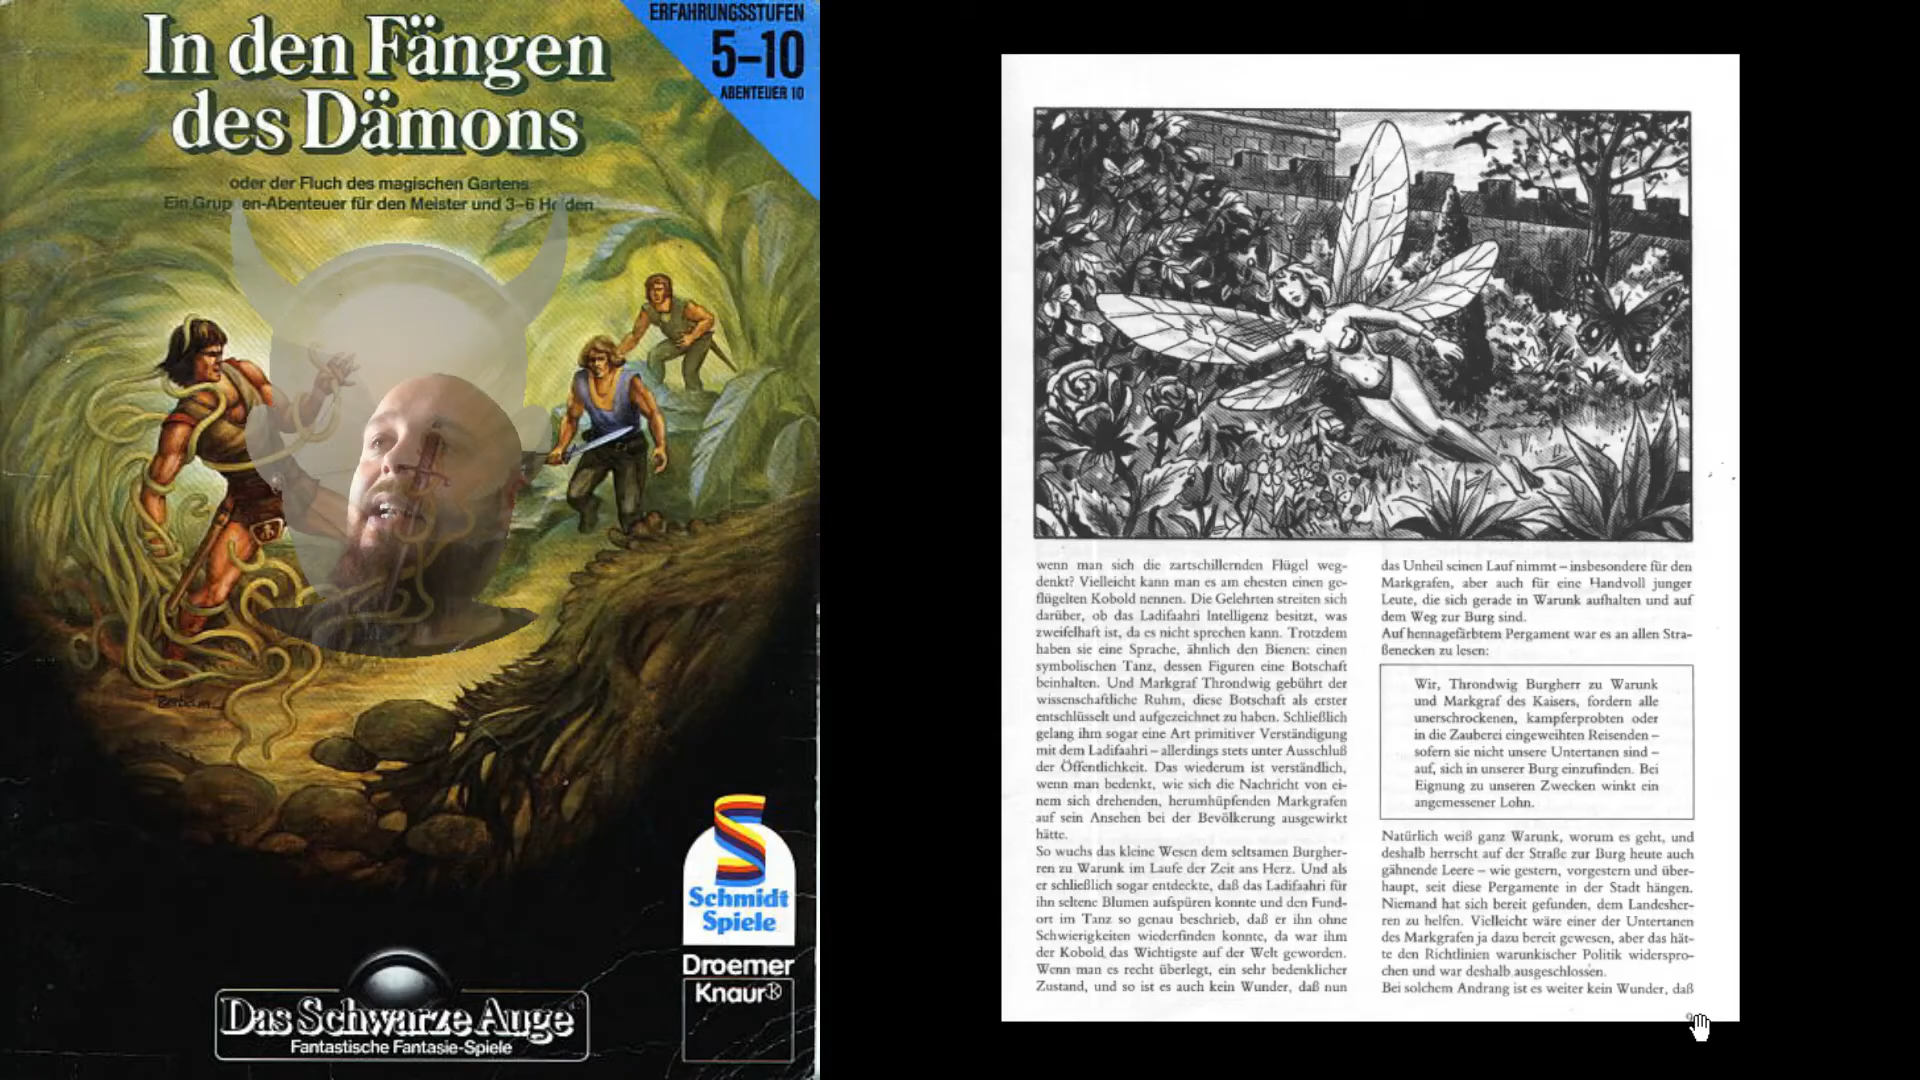 In den Fängen
des Dämons
oder der Fluch des magischen Gartens
Ein Grup en-Abenteuer für den Meister und 3–6 He den
ERFAHRUNGSSTUFEN
5–10
ABENTEUER 10
Schmidt
Spiele
Droemer
Knaur
Das Schwarze Auge
Fantastische Fantasie-Spiele
wenn man sich die zartschillernden Flügel weg-
denkt? Vielleicht kann man es am ehesten einen ge-
flügelten Kobold nennen. Die Gelehrten streiten sich
darüber, ob das Ladifaahri Intelligenz besitzt, was
zweifelhaft ist, da es nicht sprechen kann. Trotzdem
haben sie eine Sprache, ähnlich den Bienen: einen
symbolischen Tanz, dessen Figuren eine Botschaft
beinhalten. Und Markgraf Throndwig gebührt der
wissenschaftliche Ruhm, diese Botschaft als erster
entschlüsselt und aufgezeichnet zu haben. Schließlich
gelang ihm sogar eine Art primitiver Verständigung
mit dem Ladifaahri – allerdings stets unter Ausschluß
der Öffentlichkeit. Das wiederum ist verständlich,
wenn man bedenkt, wie sich die Nachricht von ei-
nem sich drehenden, herumhüpfenden Markgrafen
auf sein Ansehen bei der Bevölkerung ausgewirkt
hätte.
So wuchs das kleine Wesen dem seltsamen Burgher-
ren zu Warunk im Laufe der Zeit ans Herz. Und als
er schließlich sogar entdeckte, daß das Ladifaahri für
ihn seltene Blumen aufspüren konnte und den Fund-
ort im Tanz so genau beschrieb, daß er ihn ohne
Schwierigkeiten wiederfinden konnte, da war ihm
der Kobold das Wichtigste auf der Welt geworden.
Wenn man es recht überlegt, ein sehr bedenklicher
Zustand, und so ist es auch kein Wunder, daß nun
das Unheil seinen Lauf nimmt – insbesondere für den
Markgrafen, aber auch für eine Handvoll junger
Leute, die sich gerade in Warunk aufhalten und auf
dem Weg zur Burg sind.
Auf hennagefärbtem Pergament war es an allen Stra-
ßenecken zu lesen:
Wir, Throndwig Burgherr zu Warunk
und Markgraf des Kaisers, fordern alle
unerschrockenen, kampferprobten oder
in die Zauberei eingeweihten Reisenden –
sofern sie nicht unsere Untertanen sind –
auf, sich in unserer Burg einzufinden. Bei
Eignung zu unseren Zwecken winkt ein
angemessener Lohn.
Natürlich weiß ganz Warunk, worum es geht, und
deshalb herrscht auf der Straße zur Burg heute auch
gähnende Leere – wie gestern, vorgestern und über-
haupt, seit diese Pergamente in der Stadt hängen.
Niemand hat sich bereit gefunden, dem Landesher-
ren zu helfen. Vielleicht wäre einer der Untertanen
des Markgrafen ja dazu bereit gewesen, aber das hät-
te den Richtlinien warunkischer Politik widerspro-
chen und war deshalb ausgeschlossen.
Bei solchem Andrang ist es weiter kein Wunder, daß